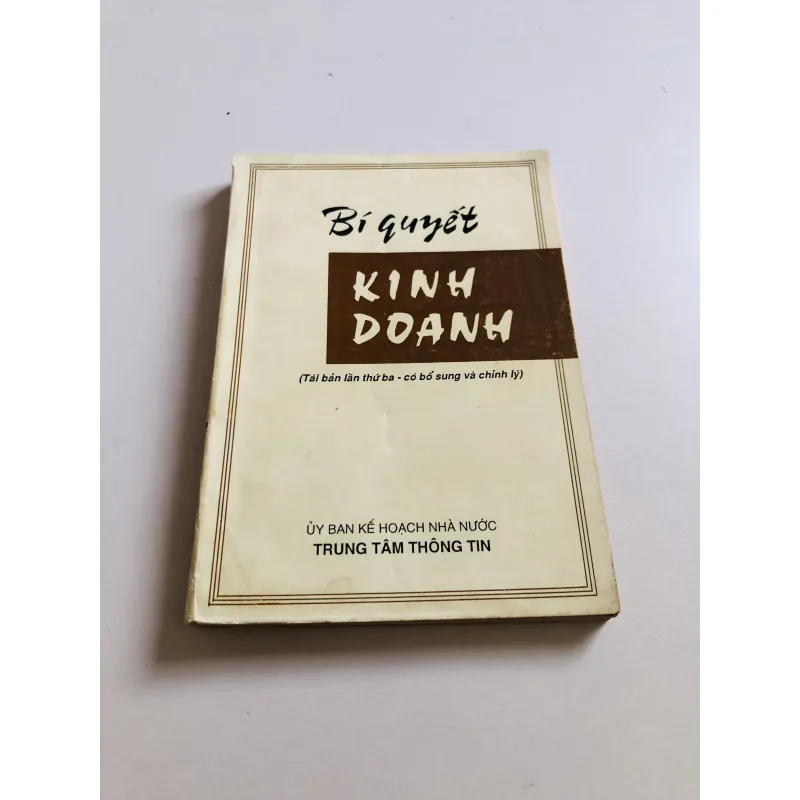 Bí quyết
KINH
DOANH
(Tái bản lần thứ ba - có bổ sung và chỉnh lý)
ỦY BAN KẾ HOẠCH NHÀ NƯỚC
TRUNG TÂM THÔNG TIN